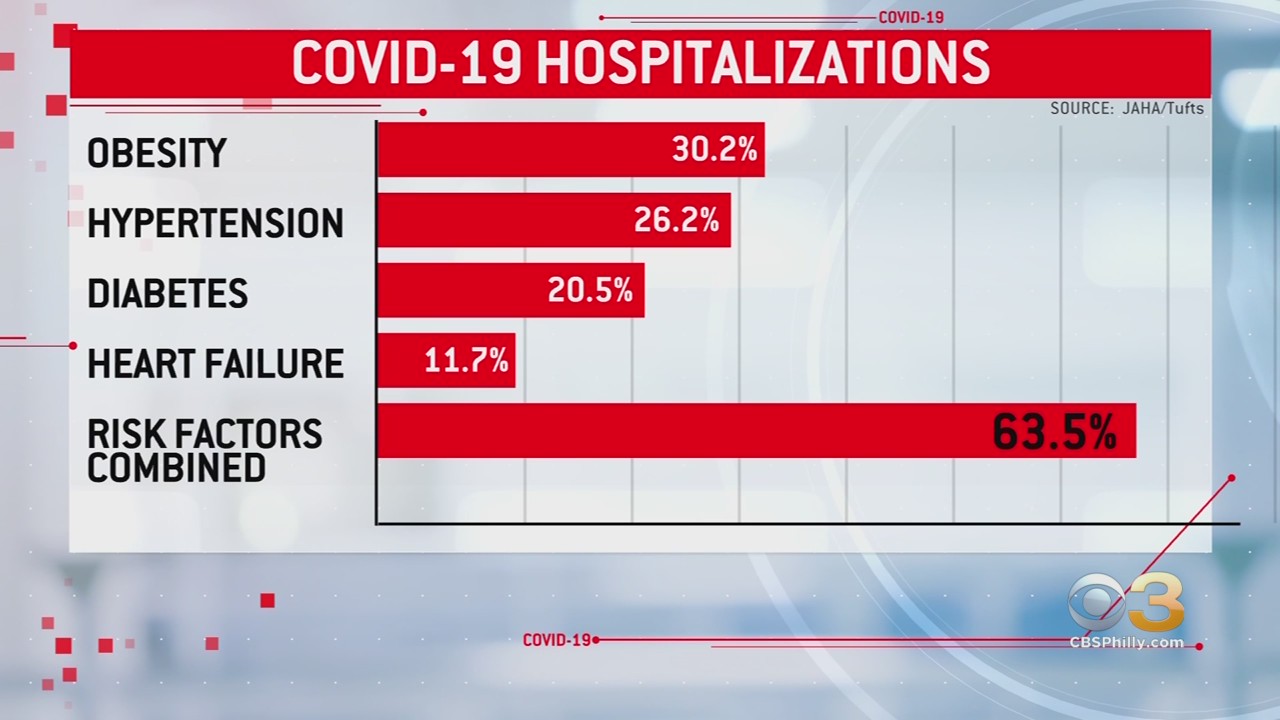 COVID-19
COVID-19 HOSPITALIZATIONS
SOURCE: JAHA/Tufts
OBESITY 30.2%
HYPERTENSION 26.2%
DIABETES 20.5%
HEART FAILURE 11.7%
RISK FACTORS
COMBINED
63.5%
3
CBSPhilly.com
COVID-19